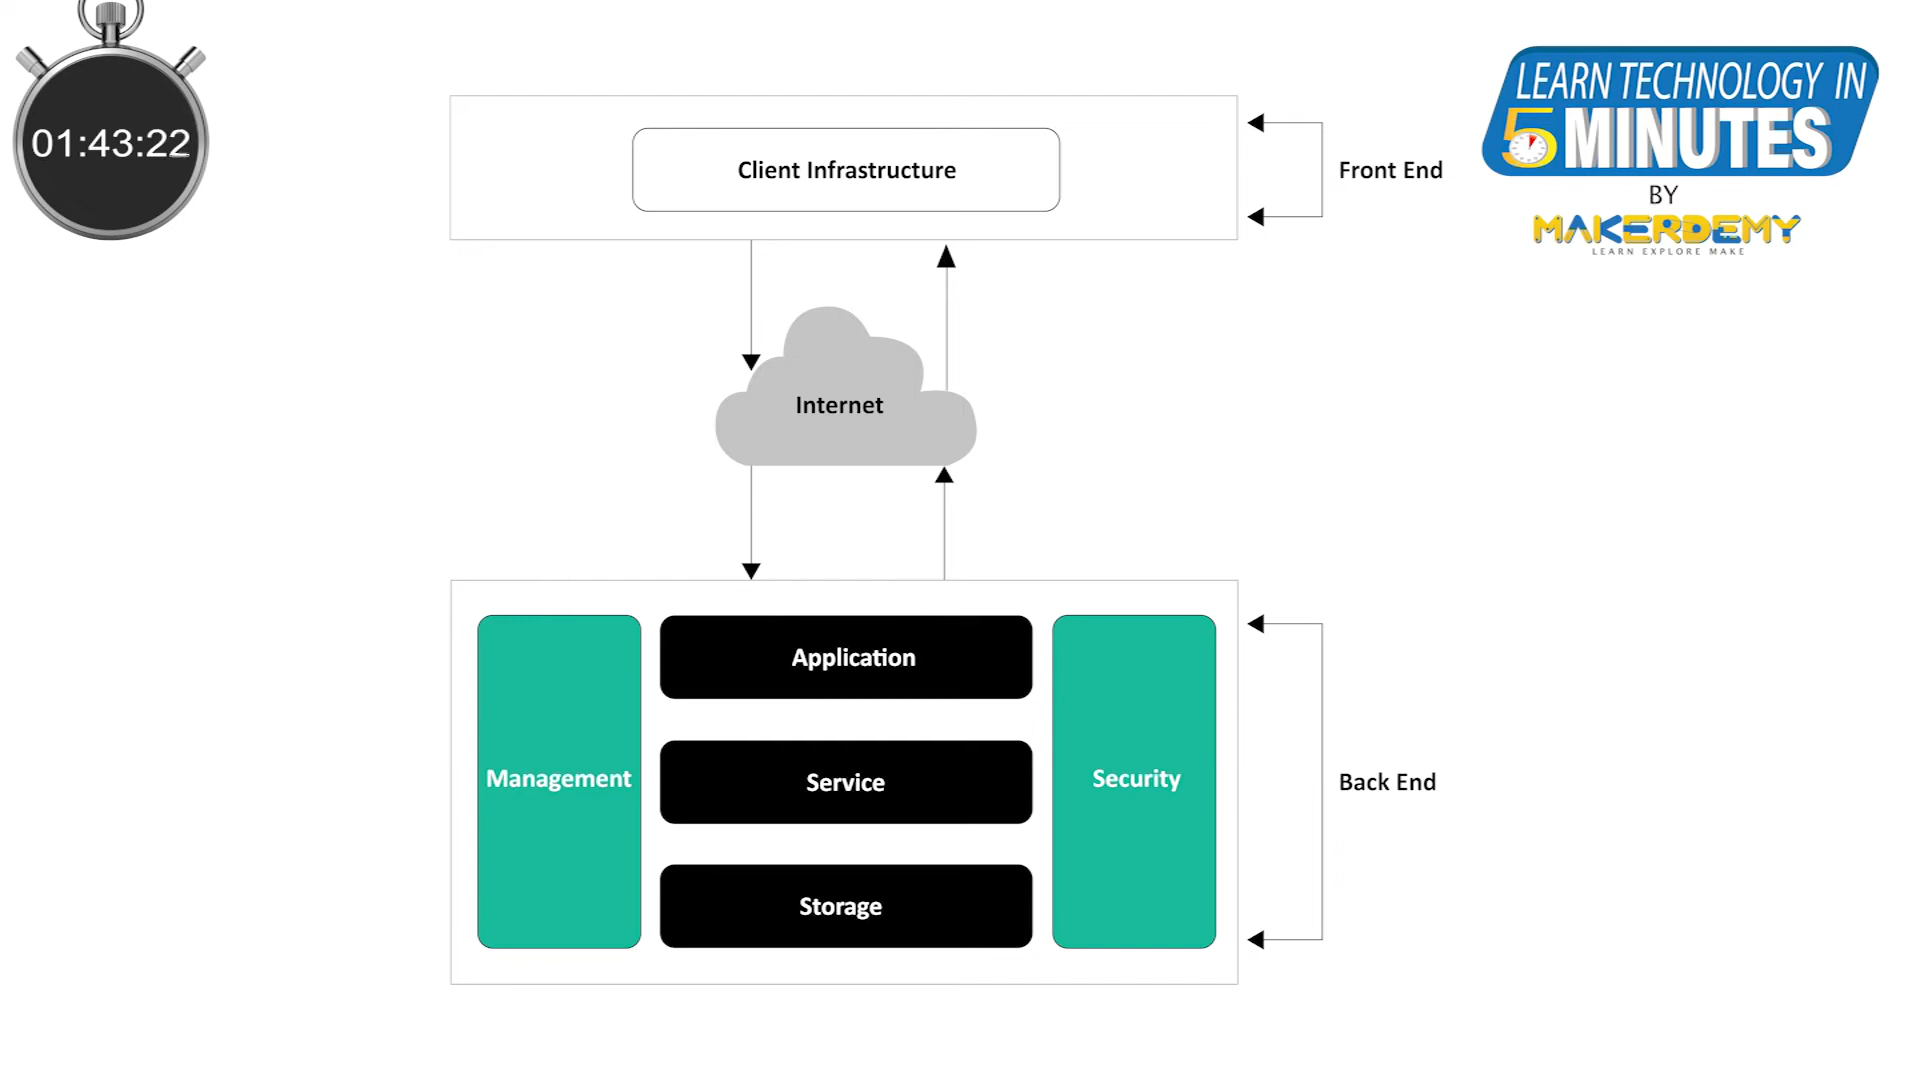 01:43:22
LEARN TECHNOLOGY IN
5 MINUTES
BY
MAKERDEMY
LEARN EXPLORE MAKE
Client Infrastructure
Front End
Internet
Application
Management
Service
Security
Back End
Storage